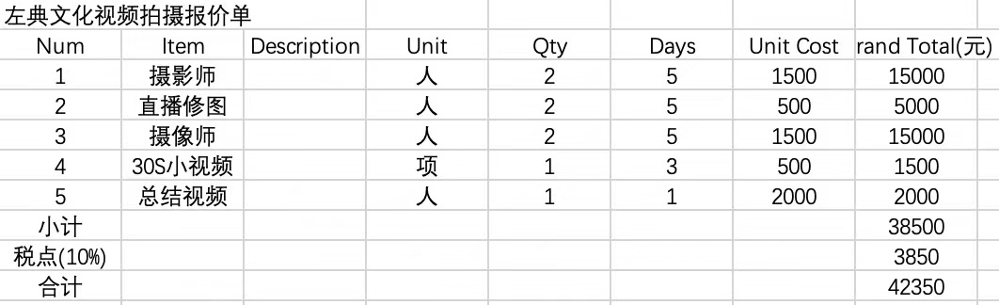 左典文化视频拍摄报价单
Num Item Description Unit Qty Days Unit Cost rand Total(元)
1 摄影师 人 2 5 1500 15000
2 直播修图 人 2 5 500 5000
3 摄像师 人 2 5 1500 15000
4 30S小视频 项 1 3 500 1500
5 总结视频 人 1 1 2000 2000
小计 38500
税点(10%) 3850
合计 42350